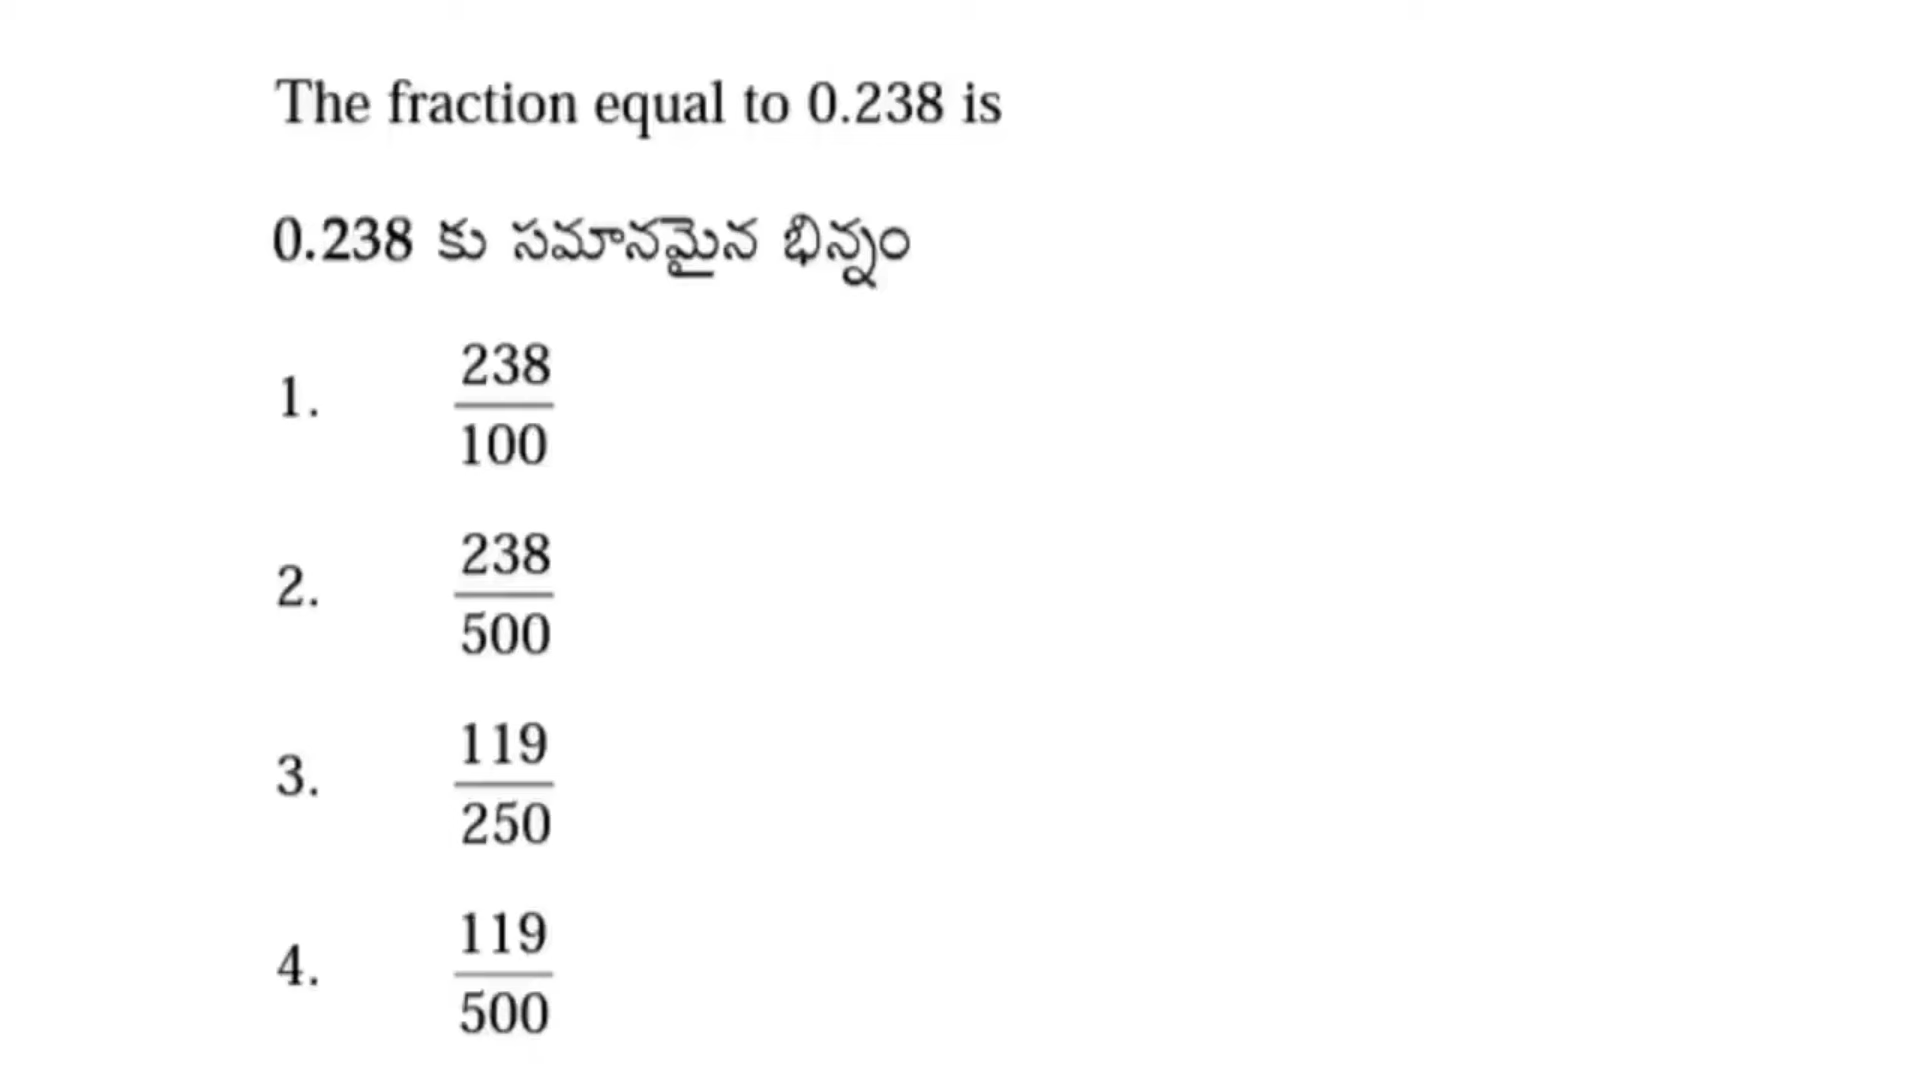 The fraction equal to 0.238 is
0.238 కు సమానమైన భిన్నం
1. 238/100
2. 238/500
3. 119/250
4. 119/500